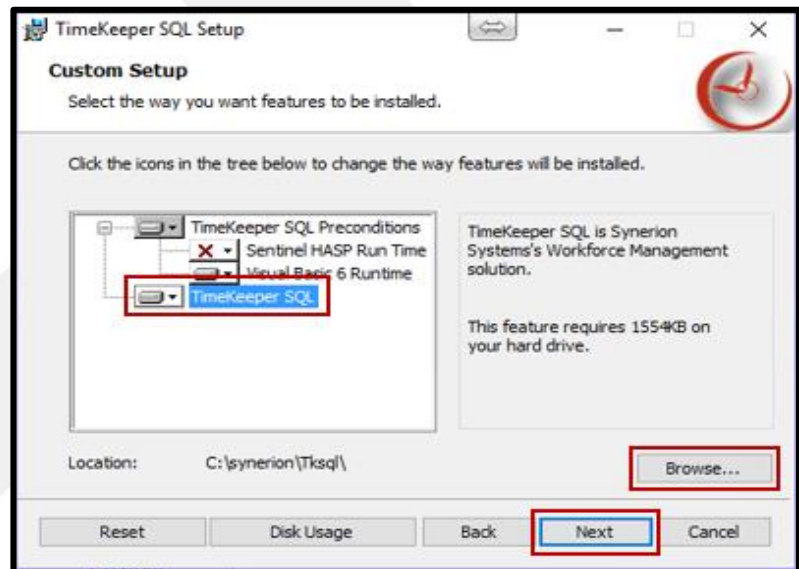 TimeKeeper SQL Setup
Custom Setup
Select the way you want features to be installed.
Click the icons in the tree below to change the way features will be installed.
TimeKeeper SQL Preconditions
Sentinel HASP Run Time
Visual Basic 6 Runtime
TimeKeeper SQL
TimeKeeper SQL is Synerion
Systems's Workforce Management
solution.
This feature requires 1554KB on
your hard drive.
Location: C:\synerion\Tksql\
Browse...
Reset Disk Usage Back Next Cancel